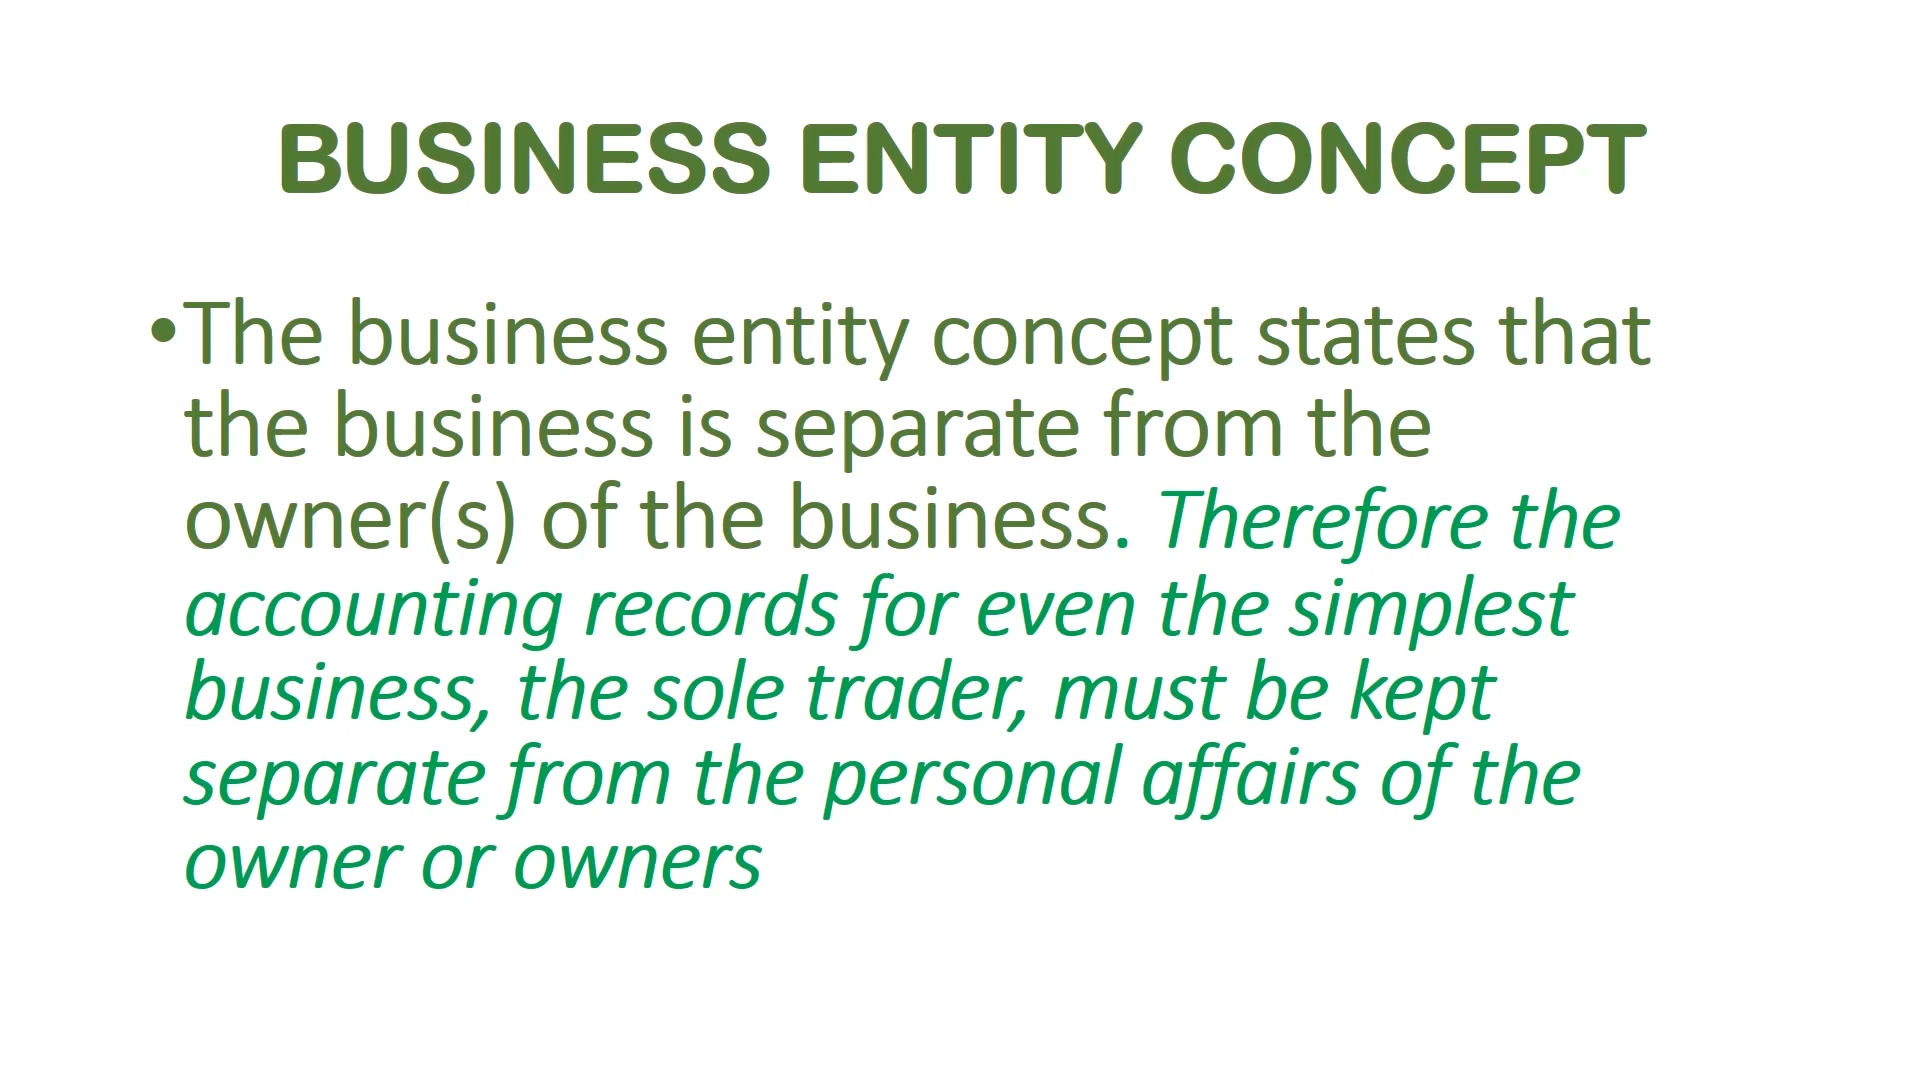 BUSINESS ENTITY CONCEPT
•The business entity concept states that
the business is separate from the
owner(s) of the business. Therefore the
accounting records for even the simplest
business, the sole trader, must be kept
separate from the personal affairs of the
owner or owners